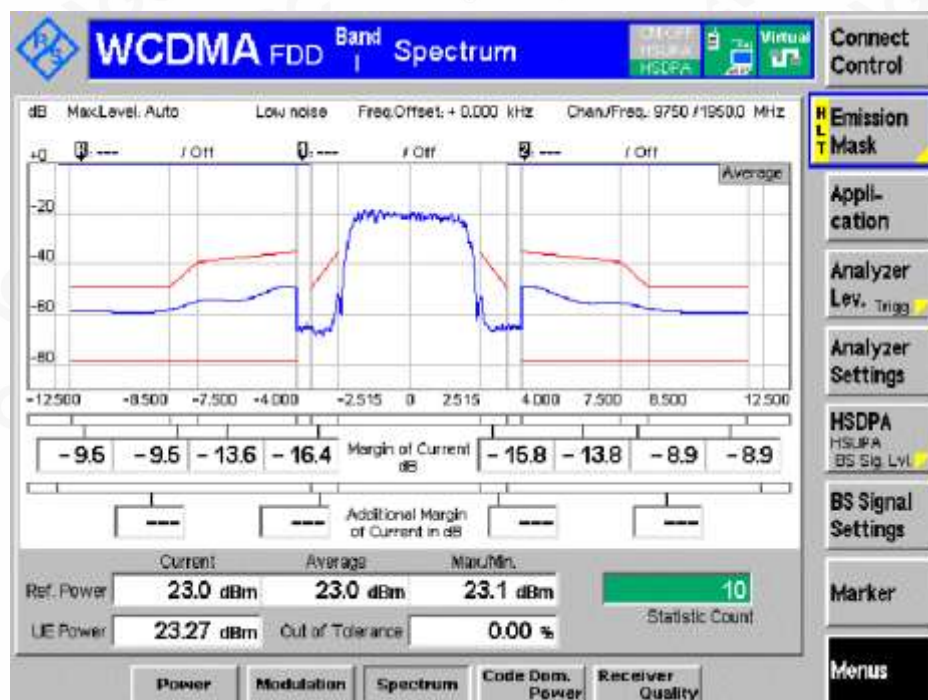 R&S
WCDMA FDD Band I Spectrum
CH-OFF
HSUPA
HSDPA
Virtual
Connect
Control
dB Max.Level: Auto Low noise Freq.Offset: + 0.000 kHz Chan./Freq.: 9750 / 1950.0 MHz
HLT
Emission
Mask
--- / Off --- / Off 2: --- / Off
+0
Average
Appli-
cation
-20
-40
-60
-80
Analyzer
Lev. Trigg
Analyzer
Settings
-12.500 -8.500 -7.500 -4.000 -2.515 0 2.515 4.000 7.500 8.500 12.500
HSDPA
HSUPA
BS Sig. Lvl.
-9.5 -9.5 -13.6 -16.4 Margin of Current dB -15.8 -13.8 -8.9 -8.9
BS Signal
Settings
--- --- Additional Margin of Current in dB --- ---
Current Average Max./Min.
Ref. Power 23.0 dBm 23.0 dBm 23.1 dBm 10
Statistic Count
UE Power 23.27 dBm Out of Tolerance 0.00 %
Marker
Power Modulation Spectrum Code Dom. Power Receiver Quality
Menus